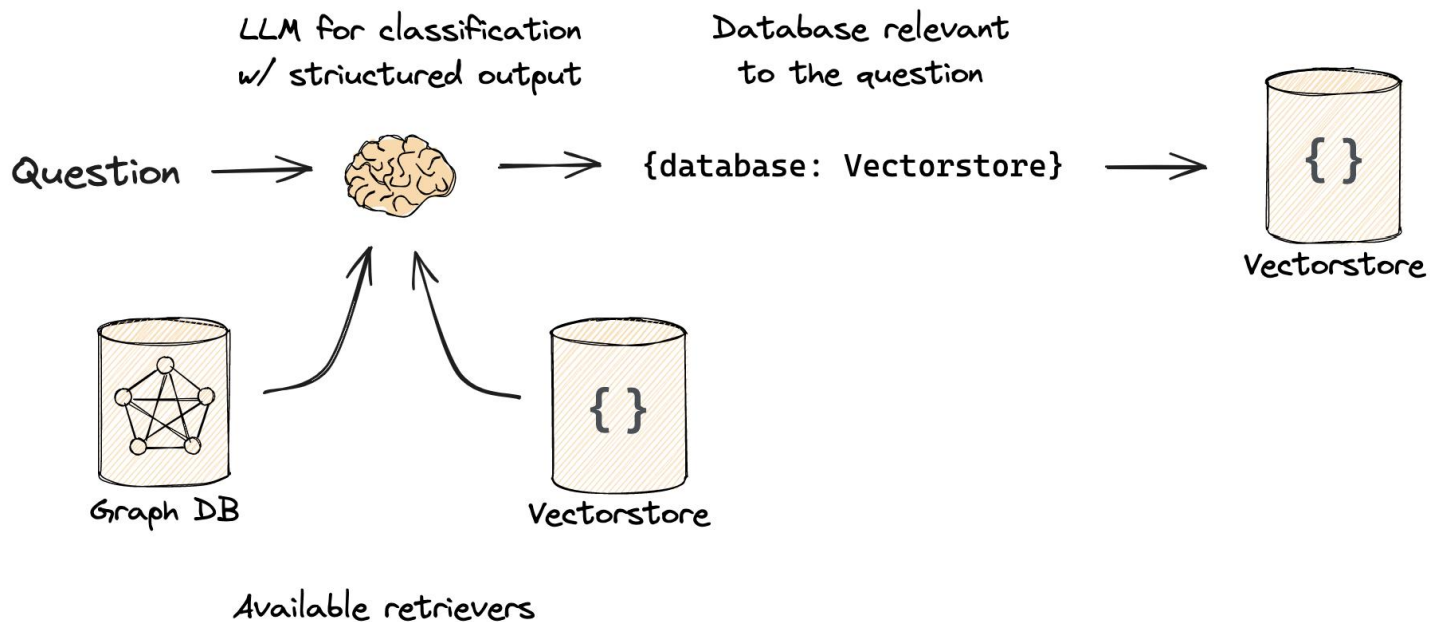 LLM for classification
w/ striuctured output
Database relevant
to the question
Question
{database: Vectorstore}
{ }
Vectorstore
{ }
Graph DB
Vectorstore
Available retrievers